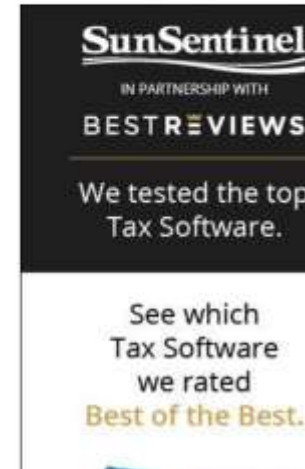 SunSentinel
IN PARTNERSHIP WITH
BESTREVIEWS
We tested the top
Tax Software.
See which
Tax Software
we rated
Best of the Best.